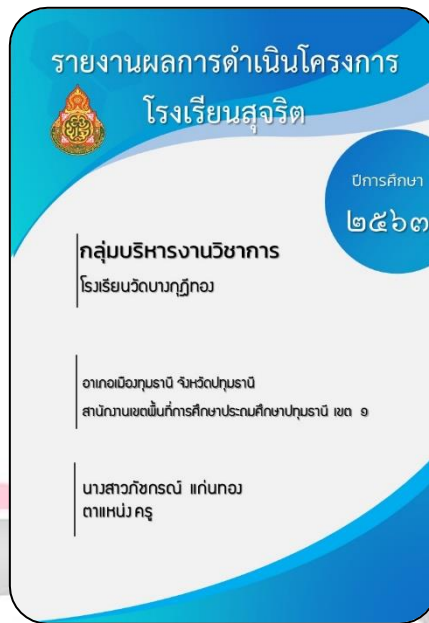 รายงานผลการดำเนินโครงการ
โรงเรียนสุจริต
ปีการศึกษา
๒๕๖๓
กลุ่มบริหารงานวิชาการ
โรงเรียนวัดบางกุฎีทอง
อาเภอเมืองทุมธานี จังหวัดปทุมธานี
สานักงานเขตพื้นที่การศึกษาประถมศึกษาปทุมธานี เขต ๑
นางสาวภัชกรณ์ แก่นทอง
ตาแหน่ง ครู